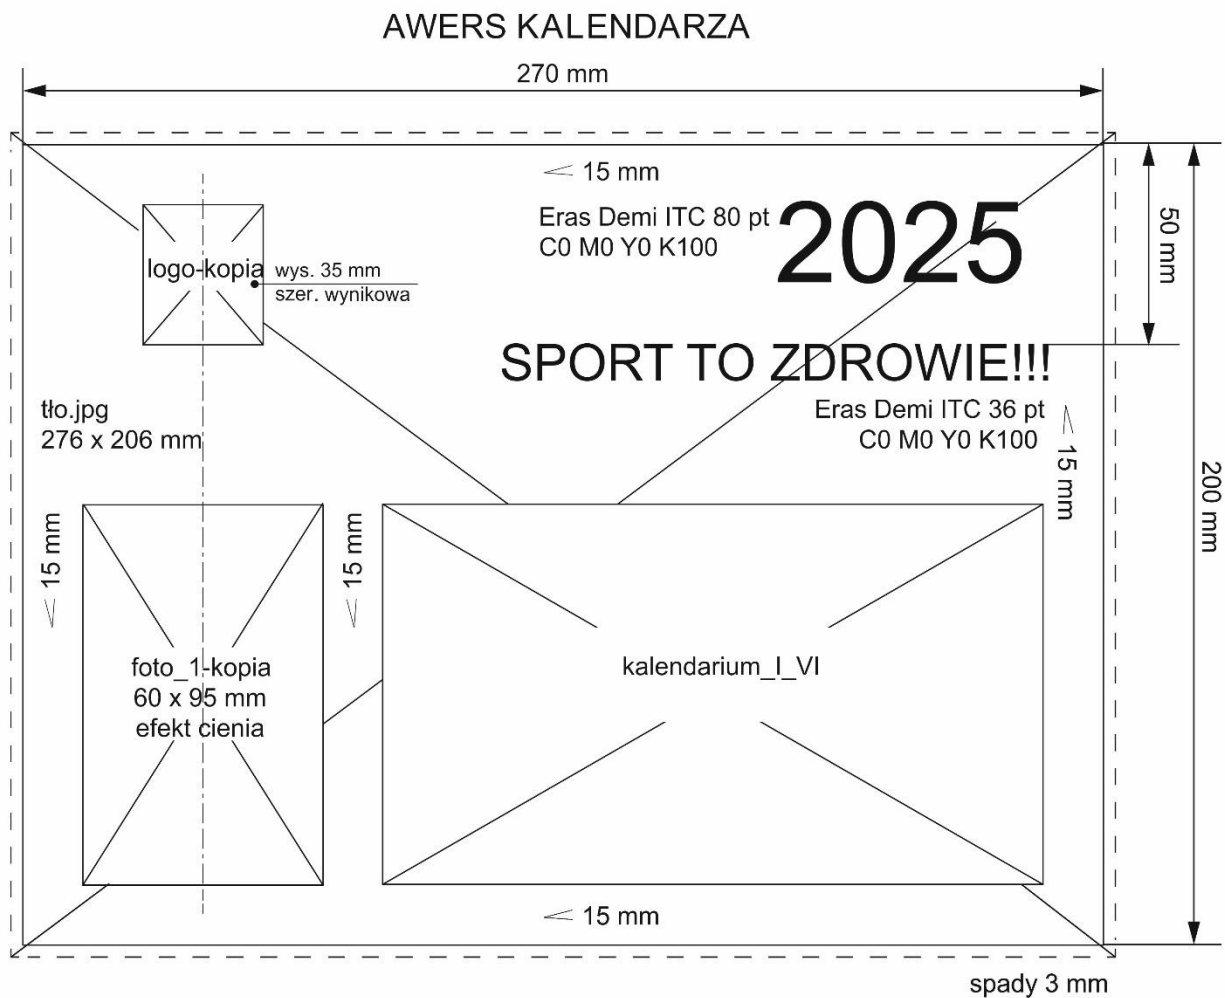 AWERS KALENDARZA
270 mm
< 15 mm
Eras Demi ITC 80 pt
C0 M0 Y0 K100
2025
50 mm
logo-kopia
wys. 35 mm
szer. wynikowa
SPORT TO ZDROWIE!!!
Eras Demi ITC 36 pt
C0 M0 Y0 K100
tło.jpg
276 x 206 mm
< 15 mm
200 mm
< 15 mm
< 15 mm
foto_1-kopia
60 x 95 mm
efekt cienia
kalendarium_I_VI
< 15 mm
spady 3 mm